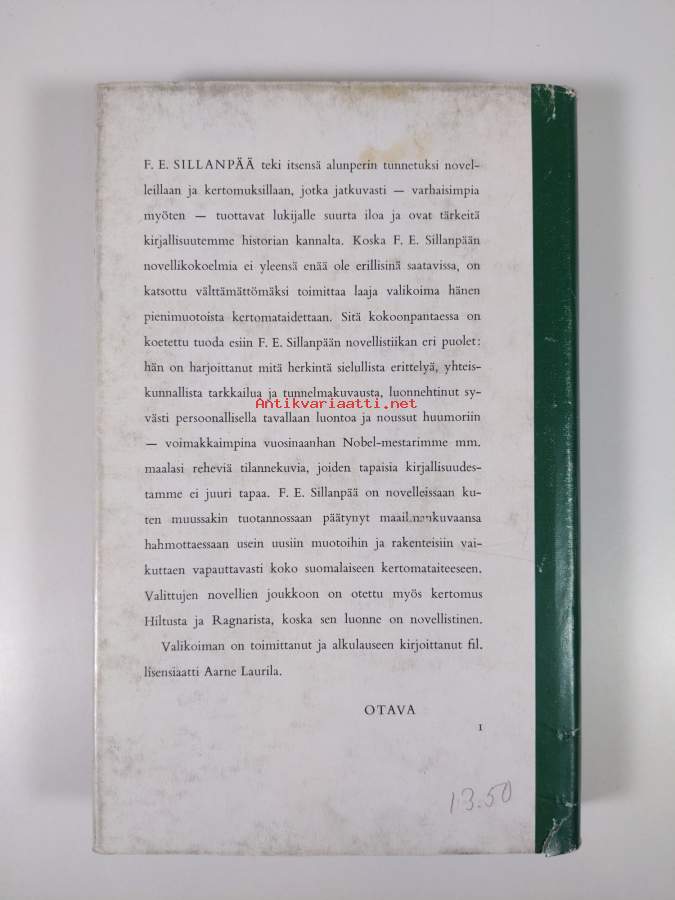 F. E. SILLANPÄÄ teki itsensä alunperin tunnetuksi novel-
leillaan ja kertomuksillaan, jotka jatkuvasti — varhaisimpia
myöten — tuottavat lukijalle suurta iloa ja ovat tärkeitä
kirjallisuutemme historian kannalta. Koska F. E. Sillanpään
novellikokoelmia ei yleensä enää ole erillisinä saatavissa, on
katsottu välttämättömäksi toimittaa laaja valikoima hänen
pienimuotoista kertomataidettaan. Sitä kokoonpantaessa on
koetettu tuoda esiin F. E. Sillanpään novellistiikan eri puolet:
hän on harjoittanut mitä herkintä sielullista erittelyä, yhteis-
kunnallista tarkkailua ja tunnelmakuvausta, luonnehtinut sy-
Antikvariaatti.net
västi persoonallisella tavallaan luontoa ja noussut huumoriin
— voimakkaimpina vuosinaanhan Nobel-mestarimme mm.
maalasi reheviä tilannekuvia, joiden tapaisia kirjallisuudes-
tamme ei juuri tapaa. F. E. Sillanpää on novelleissaan ku-
ten muussakin tuotannossaan päätynyt maailmankuvaansa
hahmottaessaan usein uusiin muotoihin ja rakenteisiin vai-
kuttaen vapauttavasti koko suomalaiseen kertomataiteeseen.
Valittujen novellien joukkoon on otettu myös kertomus
Hiltusta ja Ragnarista, koska sen luonne on novellistinen.
Valikoiman on toimittanut ja alkulauseen kirjoittanut fil.
lisensiaatti Aarne Laurila.
OTAVA
1
13.50